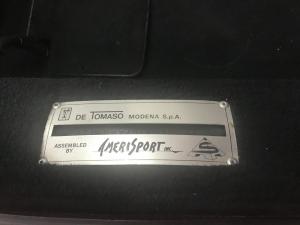 DE TOMASO MODENA S.p.A.
ASSEMBLED BY AMERISPORT INC.